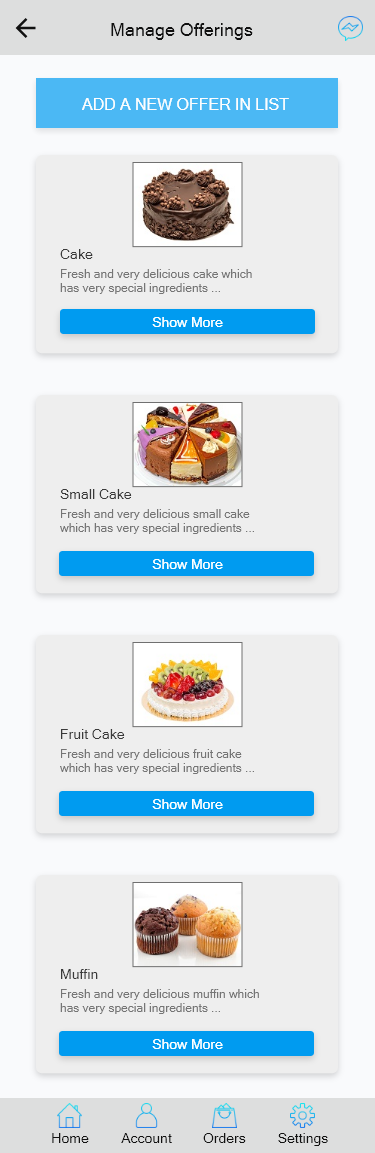 Manage Offerings
ADD A NEW OFFER IN LIST
Cake
Fresh and very delicious cake which
has very special ingredients ...
Show More
Small Cake
Fresh and very delicious small cake
which has very special ingredients ...
Show More
Fruit Cake
Fresh and very delicious fruit cake
which has very special ingredients ...
Show More
Muffin
Fresh and very delicious muffin which
has very special ingredients ...
Show More
Home Account Orders Settings